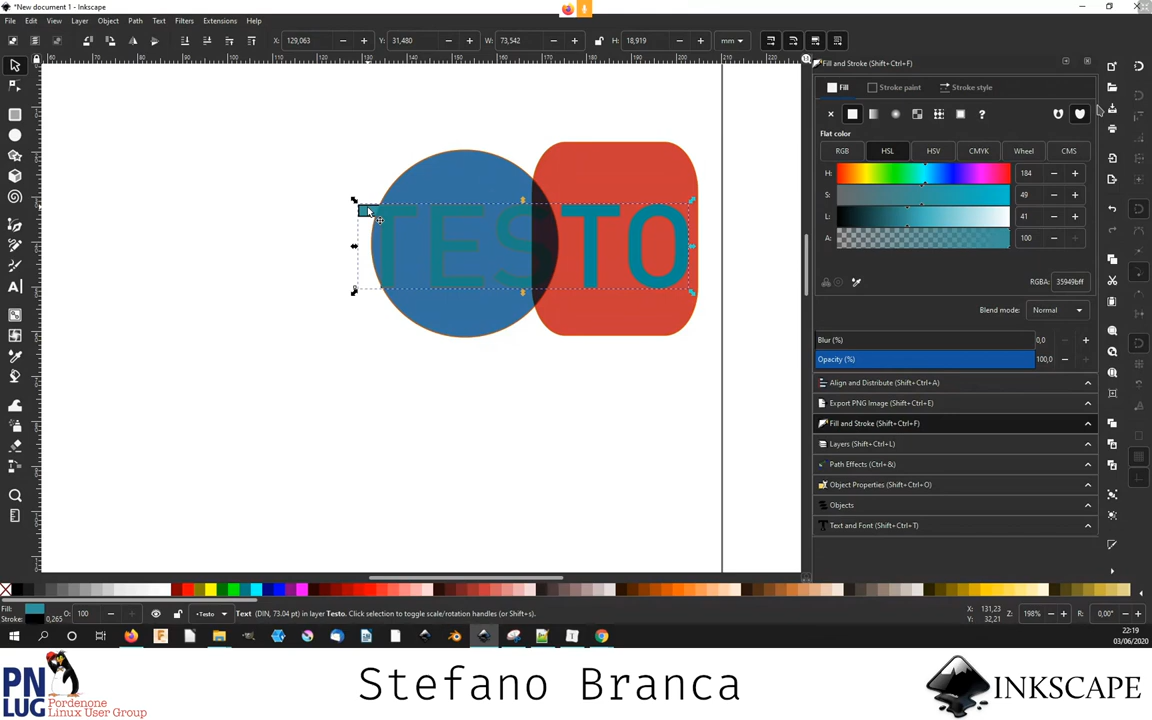 *New document 1 - Inkscape
File Edit View Layer Object Path Text Filters Extensions Help
X: 129,063 Y: 31,480 W: 73,542 H: 18,919 mm
Fill and Stroke (Shift+Ctrl+F)
Fill Stroke paint Stroke style
Flat color
RGB HSL HSV CMYK Wheel CMS
H: 184
S: 49
L: 41
A: 100
RGBA: 35949bff
Blend mode: Normal
Blur (%) 0,0
Opacity (%) 100,0
Align and Distribute (Shift+Ctrl+A)
Export PNG Image (Shift+Ctrl+E)
Fill and Stroke (Shift+Ctrl+F)
Layers (Shift+Ctrl+L)
Path Effects (Ctrl+&)
Object Properties (Shift+Ctrl+O)
Objects
Text and Font (Shift+Ctrl+T)
TESTO
Fill: O: 100 •Testo Text (DIN, 73.04 pt) in layer Testo. Click selection to toggle scale/rotation handles (or Shift+s). X: 131,23 Z: 198% R: 0,00°
Stroke: 0,265 Y: 32,21
22:19
03/06/2020
PN
LUG
Pordenone
Linux User Group
Stefano Branca
INKSCAPE